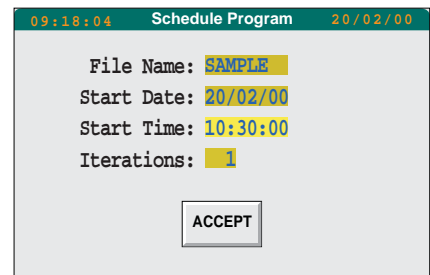 09:18:04 Schedule Program 20/02/00
File Name: SAMPLE
Start Date: 20/02/00
Start Time: 10:30:00
Iterations: 1
ACCEPT